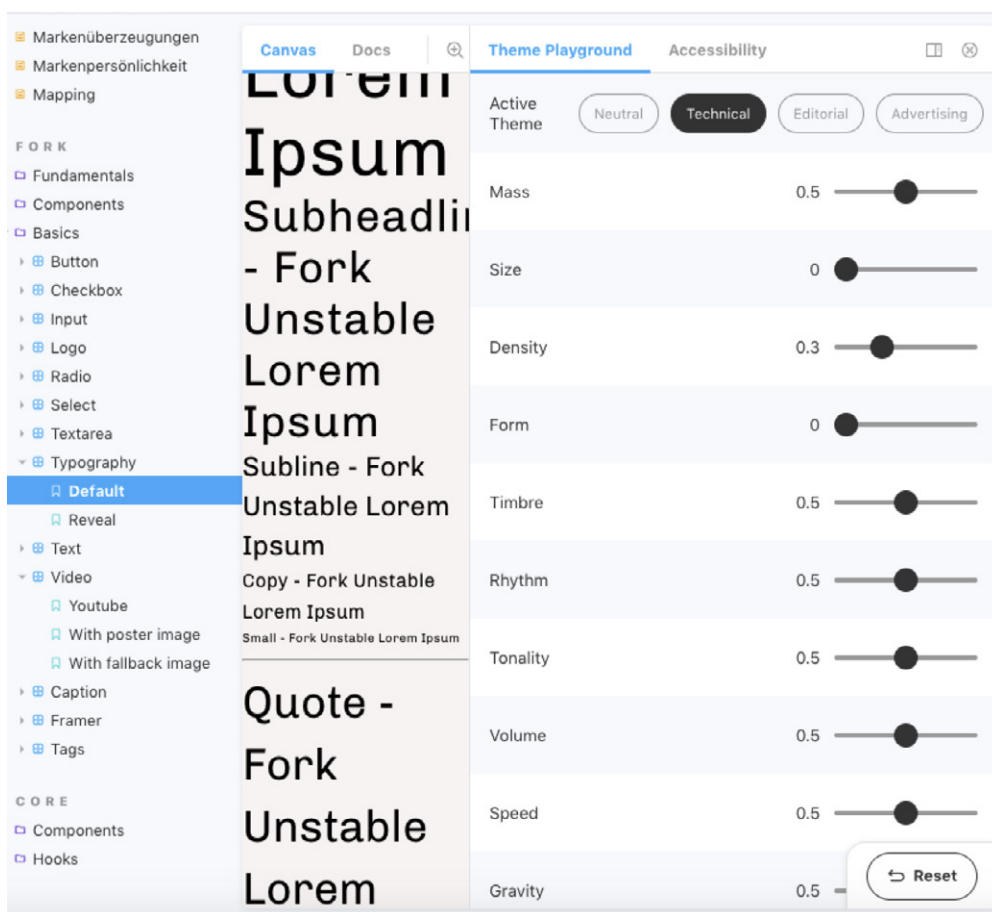 Markenüberzeugungen
Markenpersönlichkeit
Mapping
FORK
Fundamentals
Components
Basics
Button
Checkbox
Input
Logo
Radio
Select
Textarea
Typography
Default
Reveal
Text
Video
Youtube
With poster image
With fallback image
Caption
Framer
Tags
CORE
Components
Hooks
Canvas Docs
Lorem
Ipsum
Subheadlin
- Fork
Unstable
Lorem
Ipsum
Subline - Fork
Unstable Lorem
Ipsum
Copy - Fork Unstable
Lorem Ipsum
Small - Fork Unstable Lorem Ipsum
Quote -
Fork
Unstable
Lorem
Theme Playground Accessibility
Active
Theme
Neutral Technical Editorial Advertising
Mass 0.5
Size 0
Density 0.3
Form 0
Timbre 0.5
Rhythm 0.5
Tonality 0.5
Volume 0.5
Speed 0.5
Gravity 0.5
Reset